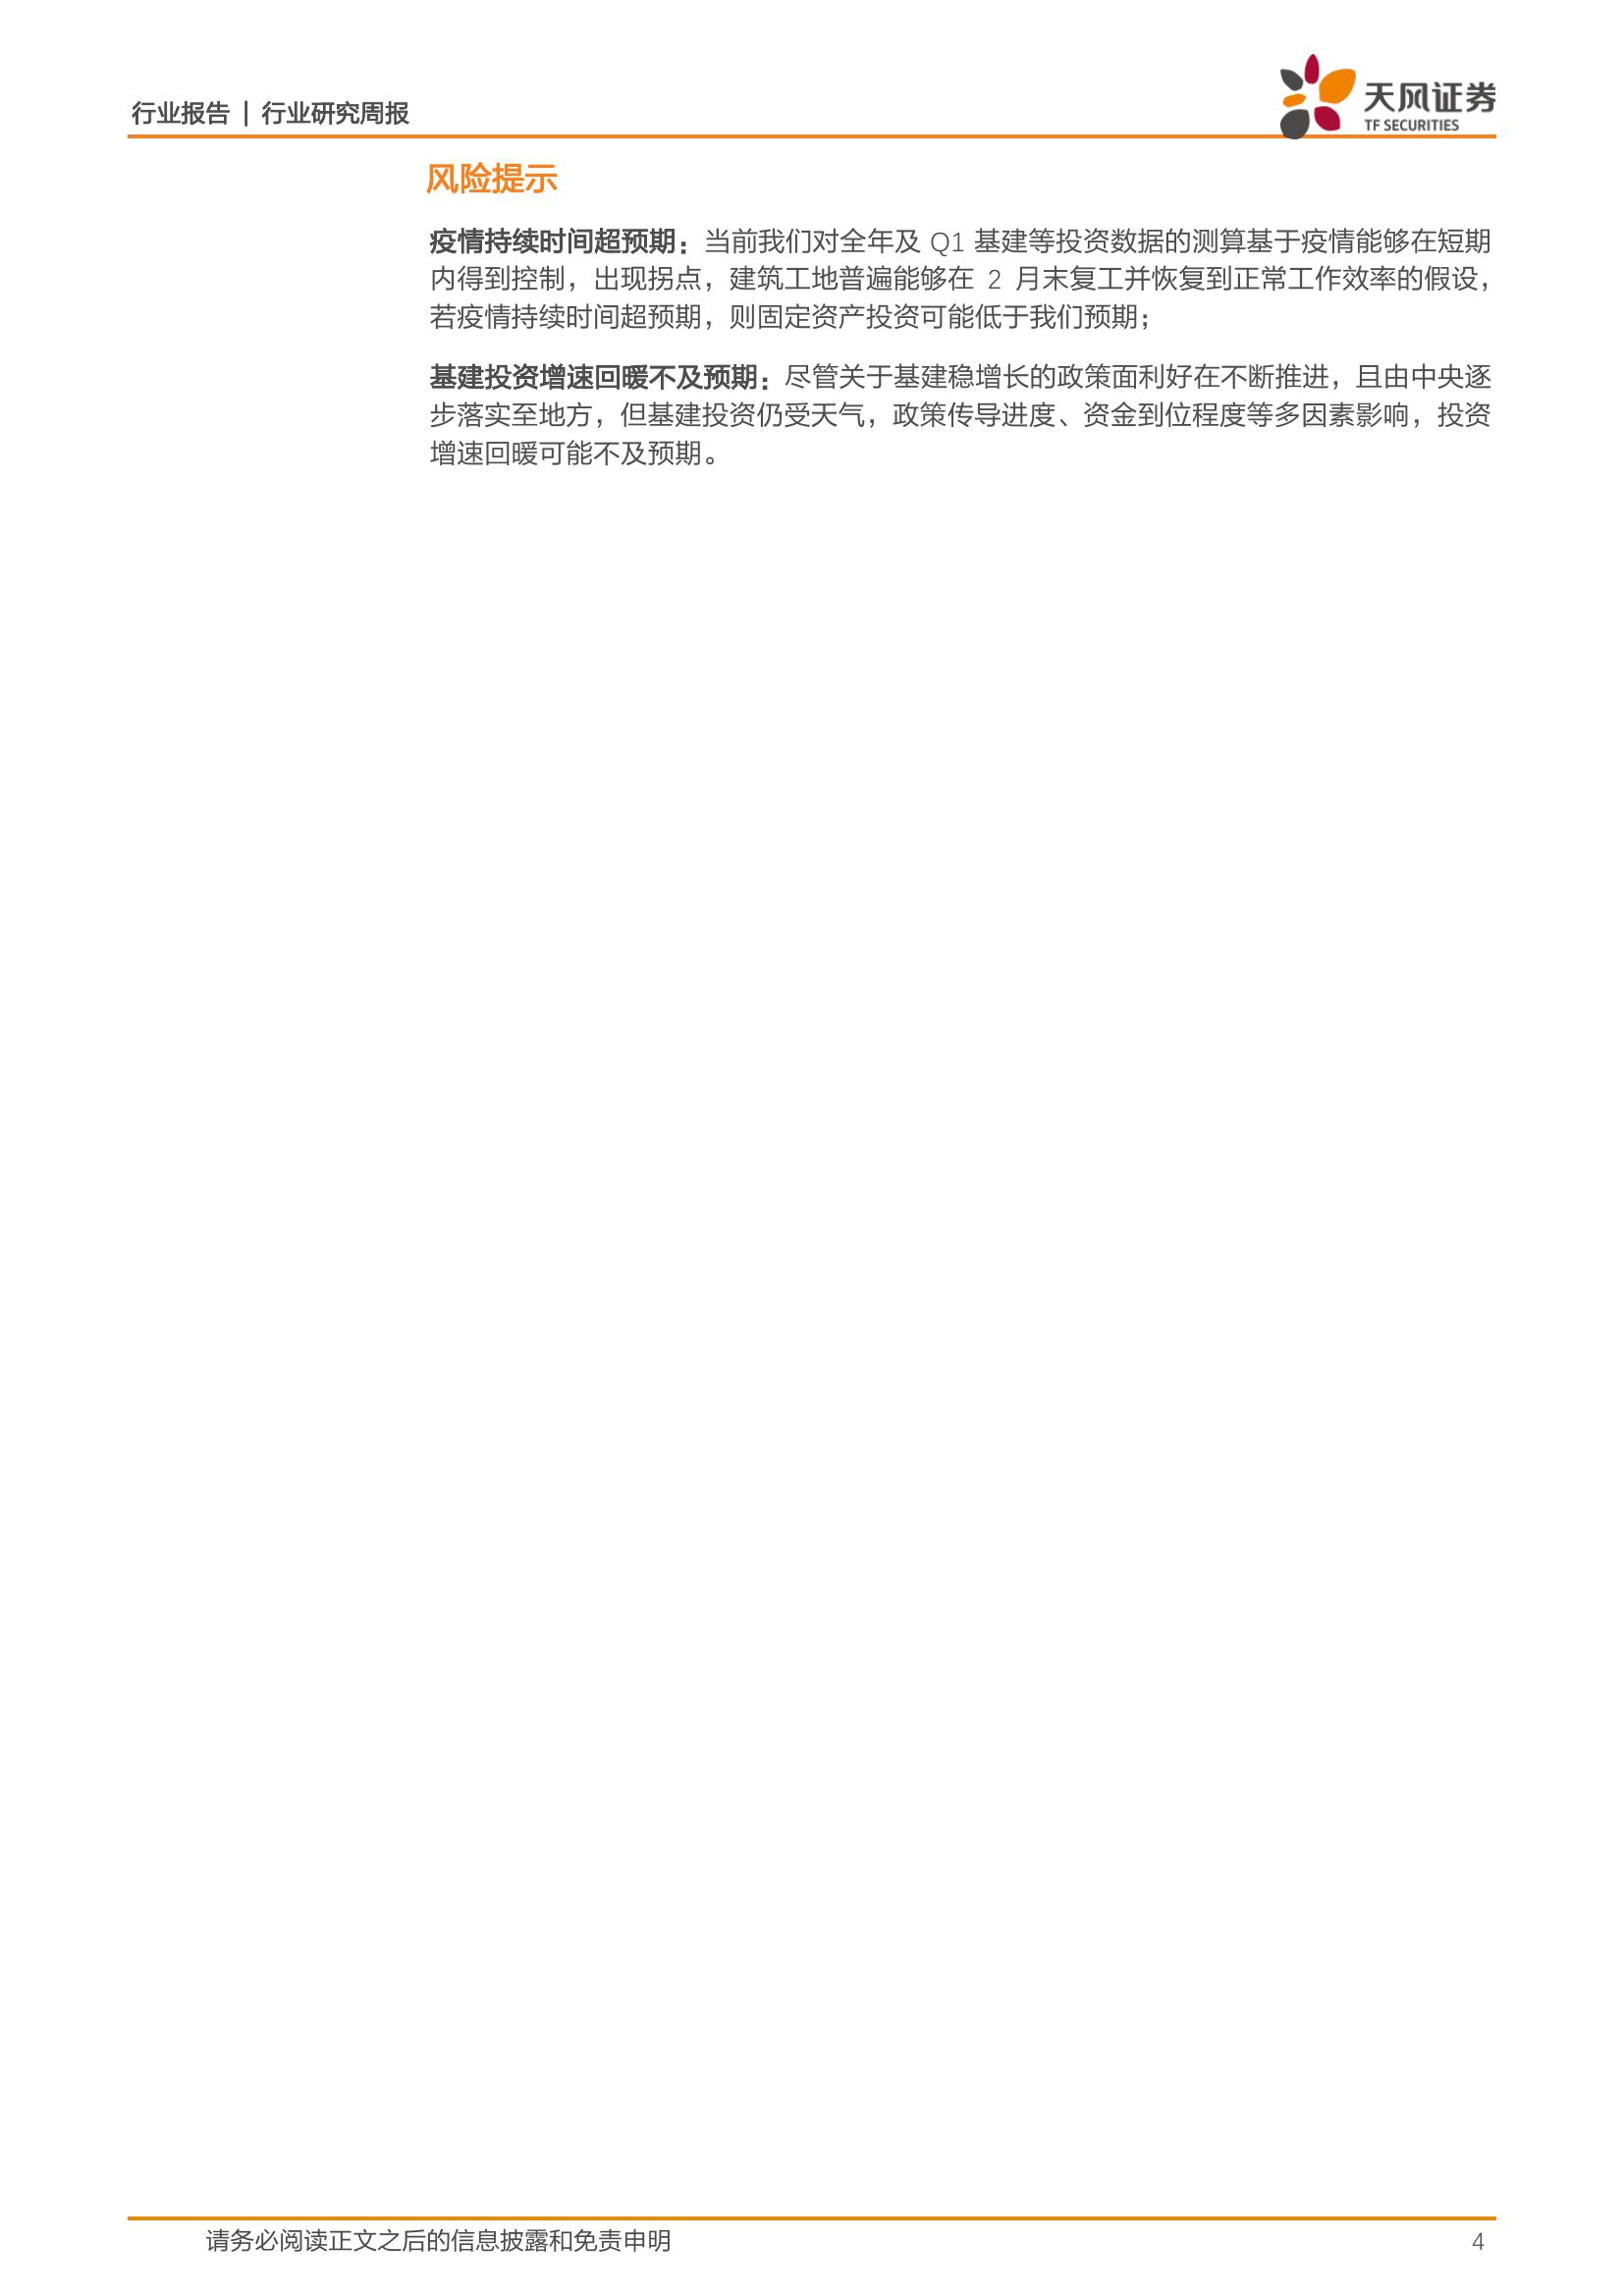 行业报告 | 行业研究周报
天风证券
TF SECURITIES
风险提示
疫情持续时间超预期：当前我们对全年及 Q1 基建等投资数据的测算基于疫情能够在短期
内得到控制，出现拐点，建筑工地普遍能够在 2 月末复工并恢复到正常工作效率的假设，
若疫情持续时间超预期，则固定资产投资可能低于我们预期；
基建投资增速回暖不及预期：尽管关于基建稳增长的政策面利好在不断推进，且由中央逐
步落实至地方，但基建投资仍受天气，政策传导进度、资金到位程度等多因素影响，投资
增速回暖可能不及预期。
请务必阅读正文之后的信息披露和免责申明
4